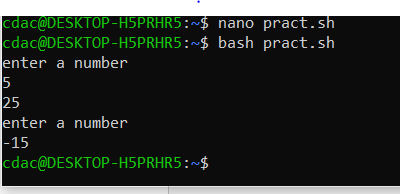 cdac@DESKTOP-H5PRHR5:~$ nano pract.sh
cdac@DESKTOP-H5PRHR5:~$ bash pract.sh
enter a number
5
25
enter a number
-15
cdac@DESKTOP-H5PRHR5:~$